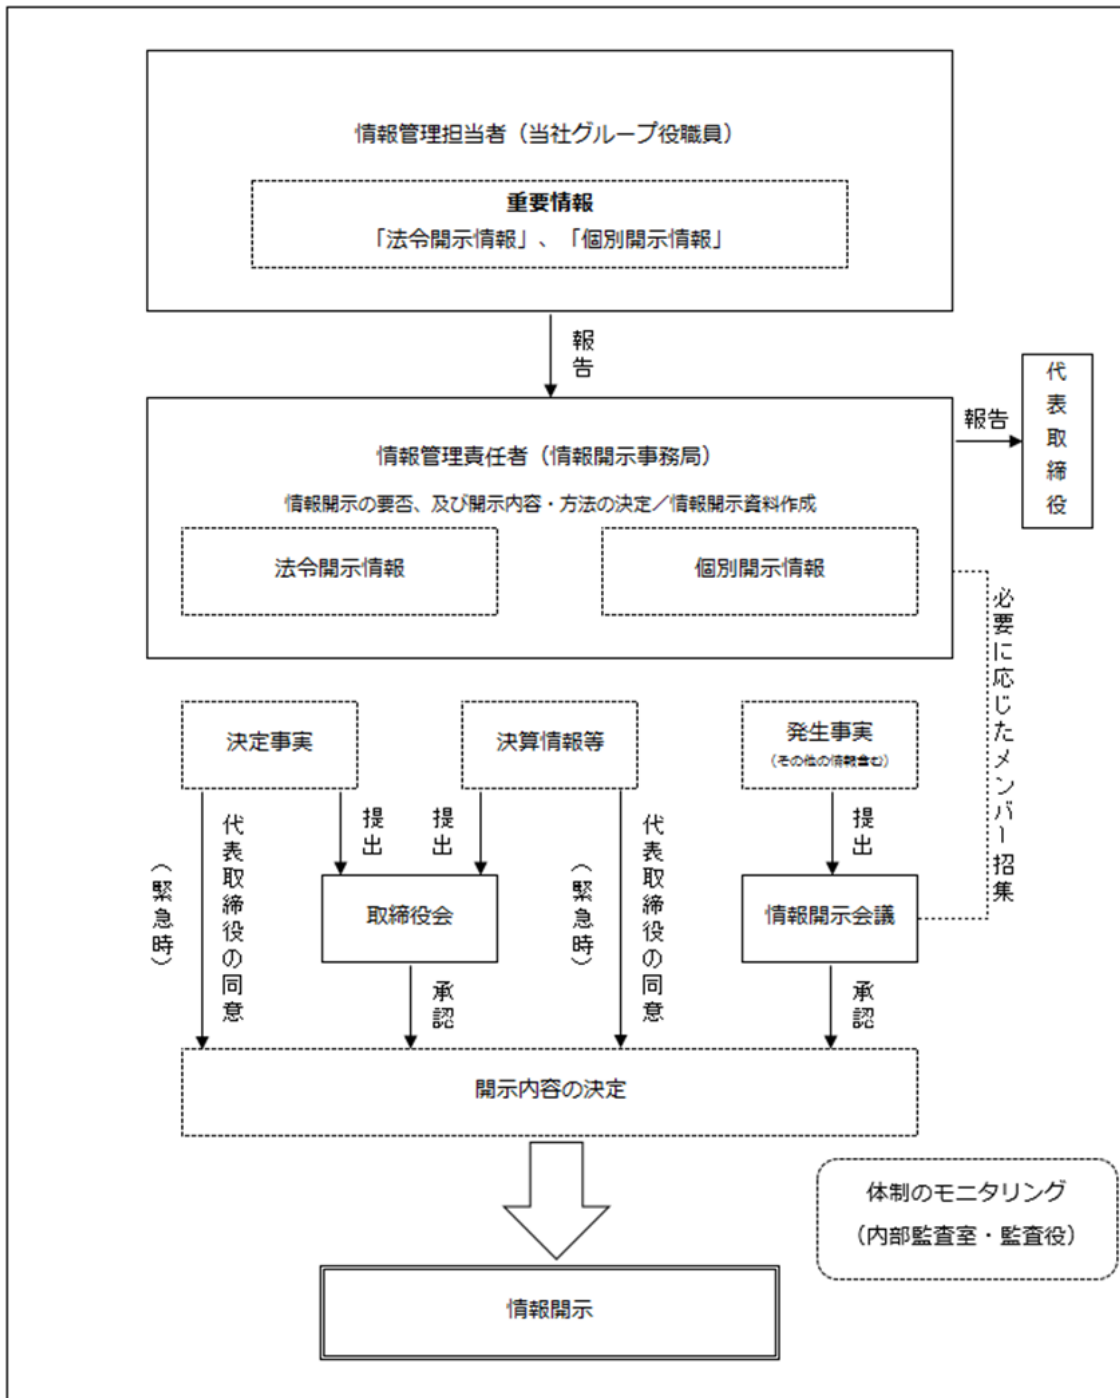 情報管理担当者（当社グループ役職員）
重要情報
「法令開示情報」、「個別開示情報」
報告
代表取締役
報告
情報管理責任者（情報開示事務局）
情報開示の要否、及び開示内容・方法の決定／情報開示資料作成
法令開示情報
個別開示情報
必要に応じたメンバー招集
決定事実
決算情報等
発生事実
（その他の情報含む）
（緊急時）
代表取締役の同意
提出
提出
（緊急時）
代表取締役の同意
提出
取締役会
情報開示会議
承認
承認
開示内容の決定
体制のモニタリング
（内部監査室・監査役）
情報開示